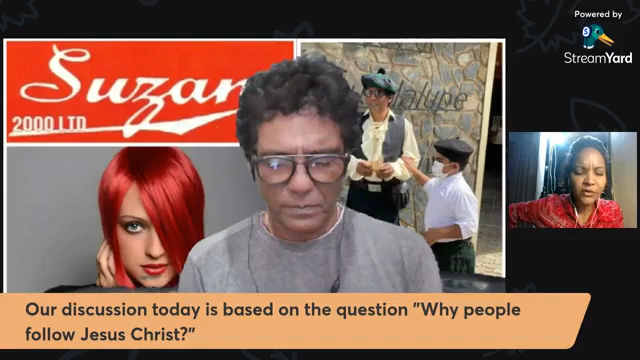 Powered by
StreamYard
Suzan
2000 LTD
Our discussion today is based on the question "Why people
follow Jesus Christ?"